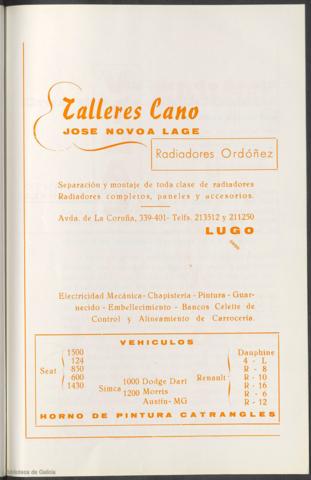 Talleres Cano
JOSE NOVOA LAGE
Radiadores Ordóñez
Separación y montaje de toda clase de radiadores
Radiadores completos, paneles y accesorios.
Avda. de La Coruña, 339-401- Telfs. 213512 y 211250
LUGO
Electricidad Mecánica - Chapistería - Pintura - Guar-
necido - Embellecimiento - Bancos Celette de
Control y Alineamiento de Carrocería.
VEHICULOS
Seat
1500
124
850
600
1430
Simca
1000 Dodge Dart
1200 Morris
Austin-MG
Renault
Dauphine
4 - L
R - 8
R - 10
R - 16
R - 6
R - 12
HORNO DE PINTURA CATRANGLES
Biblioteca de Galicia